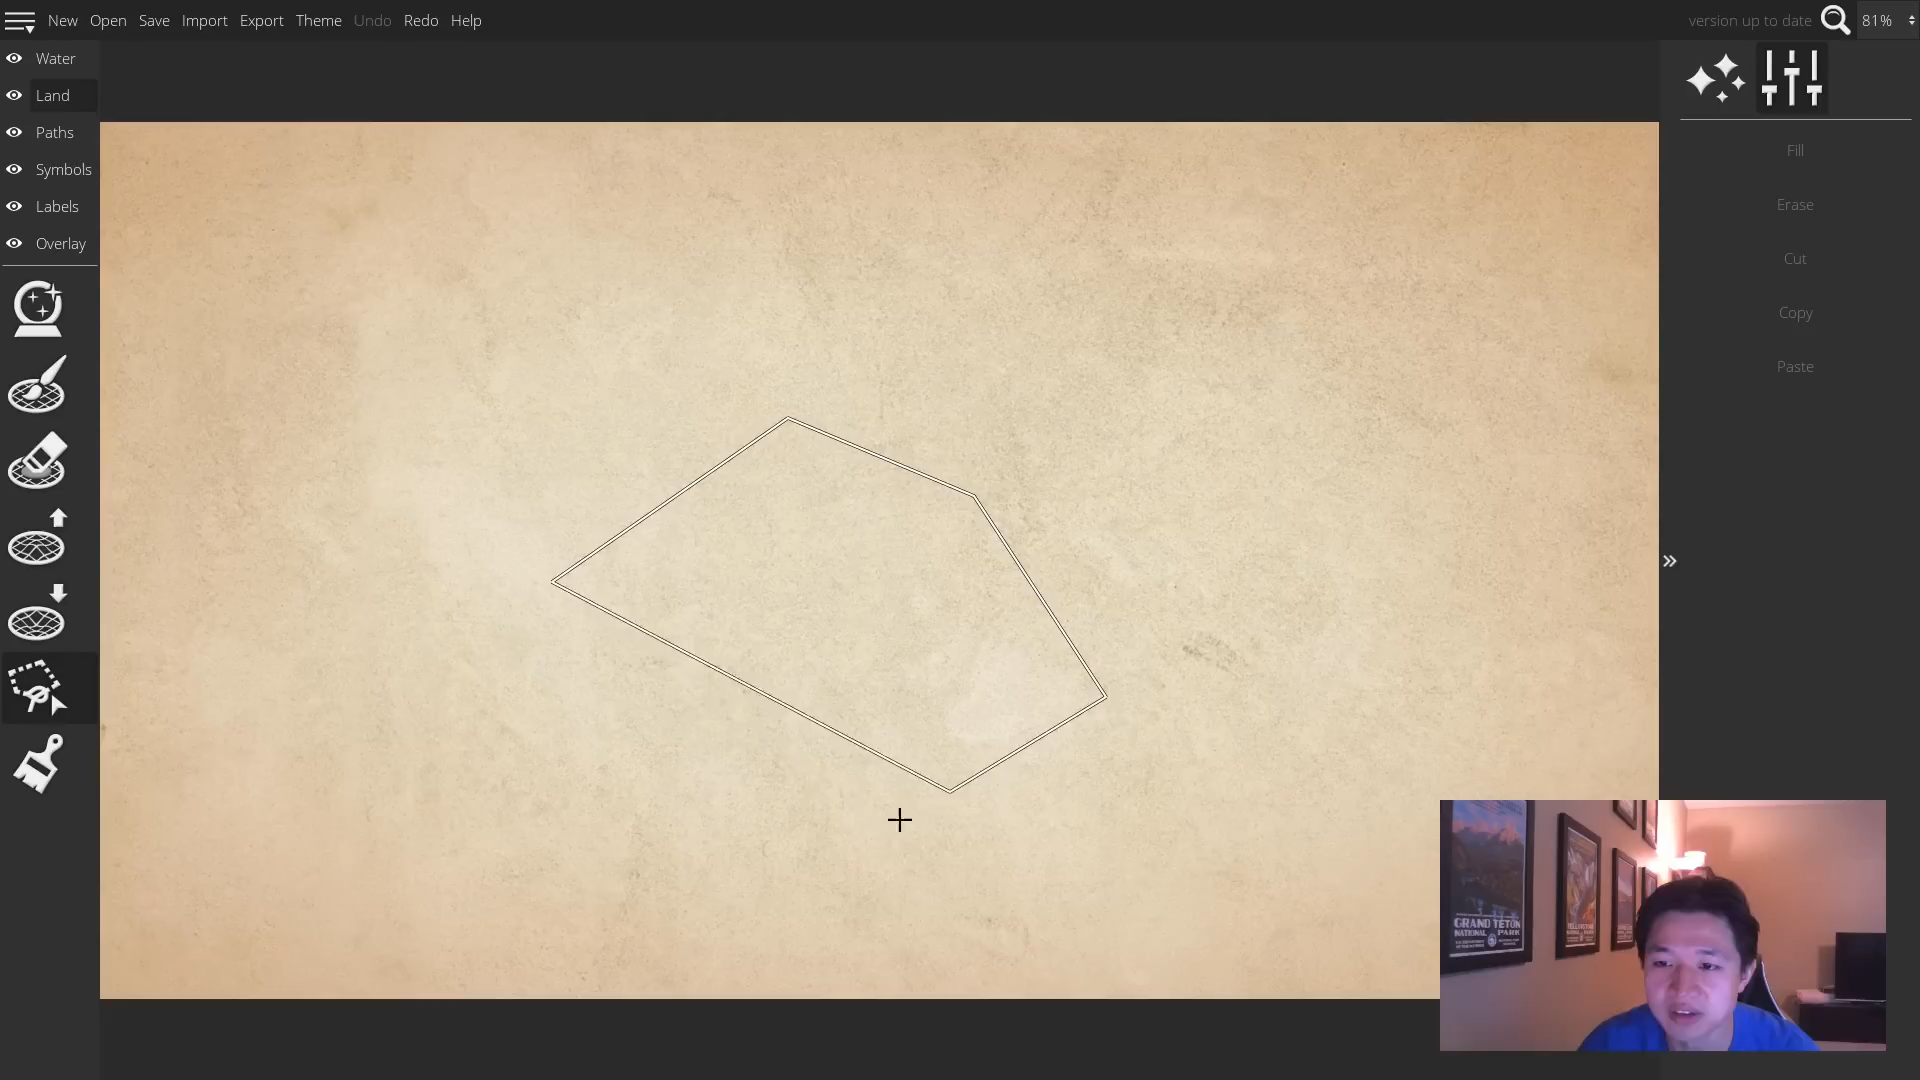 New Open Save Import Export Theme Undo Redo Help version up to date 81%
Water
Land
Paths
Symbols
Labels
Overlay
Fill
Erase
Cut
Copy
Paste
GRAND TETON
NATIONAL PARK